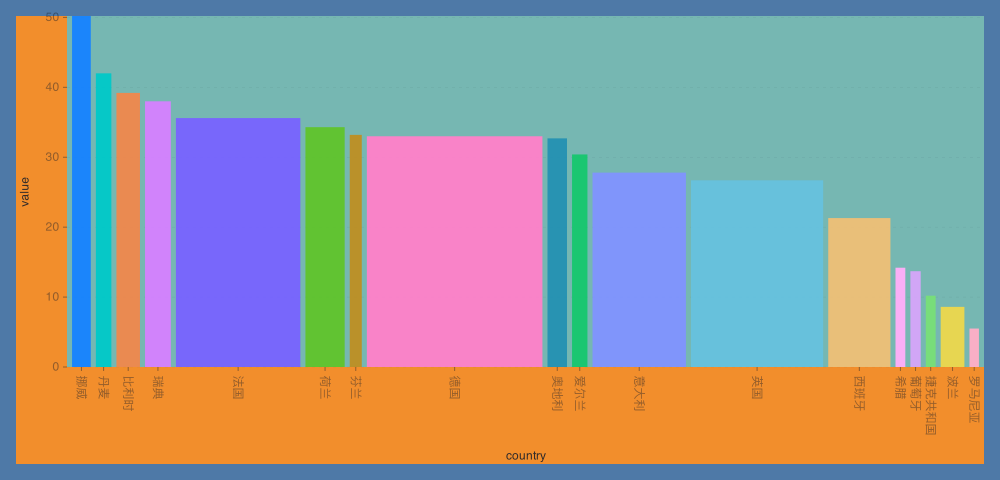 50
40
30
20
10
0
value
挪威
丹麦
比利时
瑞典
法国
荷兰
芬兰
德国
奥地利
爱尔兰
意大利
英国
西班牙
希腊
葡萄牙
捷克共和国
波兰
罗马尼亚
country